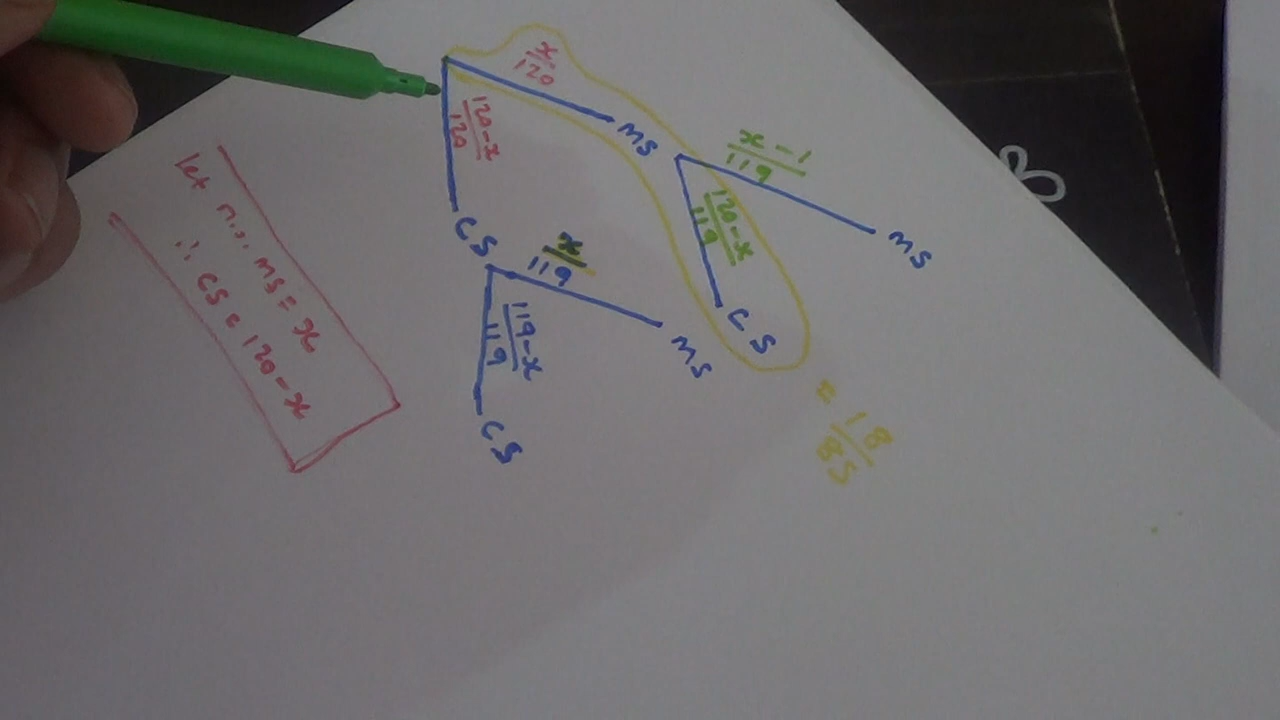 x/120
120-x/120
ms
x-1/119
120-x/119
ms
cs
cs
x/119
119-x/119
ms
cs
= 18/85
let n.o. ms = x
∴ cs = 120-x